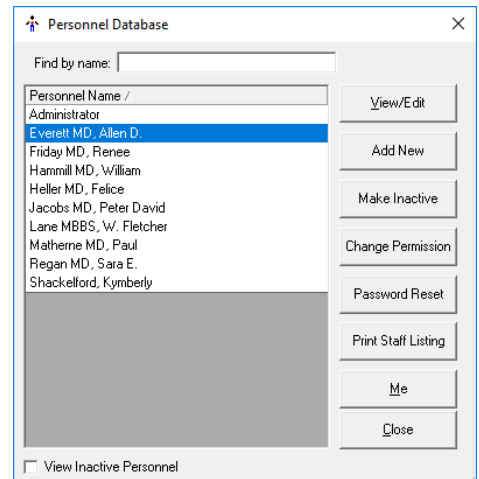 Personnel Database
Find by name:
Personnel Name /
Administrator
Everett MD, Allen D.
Friday MD, Renee
Hammill MD, William
Heller MD, Felice
Jacobs MD, Peter David
Lane MBBS, W. Fletcher
Matherne MD, Paul
Regan MD, Sara E.
Shackelford, Kymberly
View/Edit
Add New
Make Inactive
Change Permission
Password Reset
Print Staff Listing
Me
Close
View Inactive Personnel